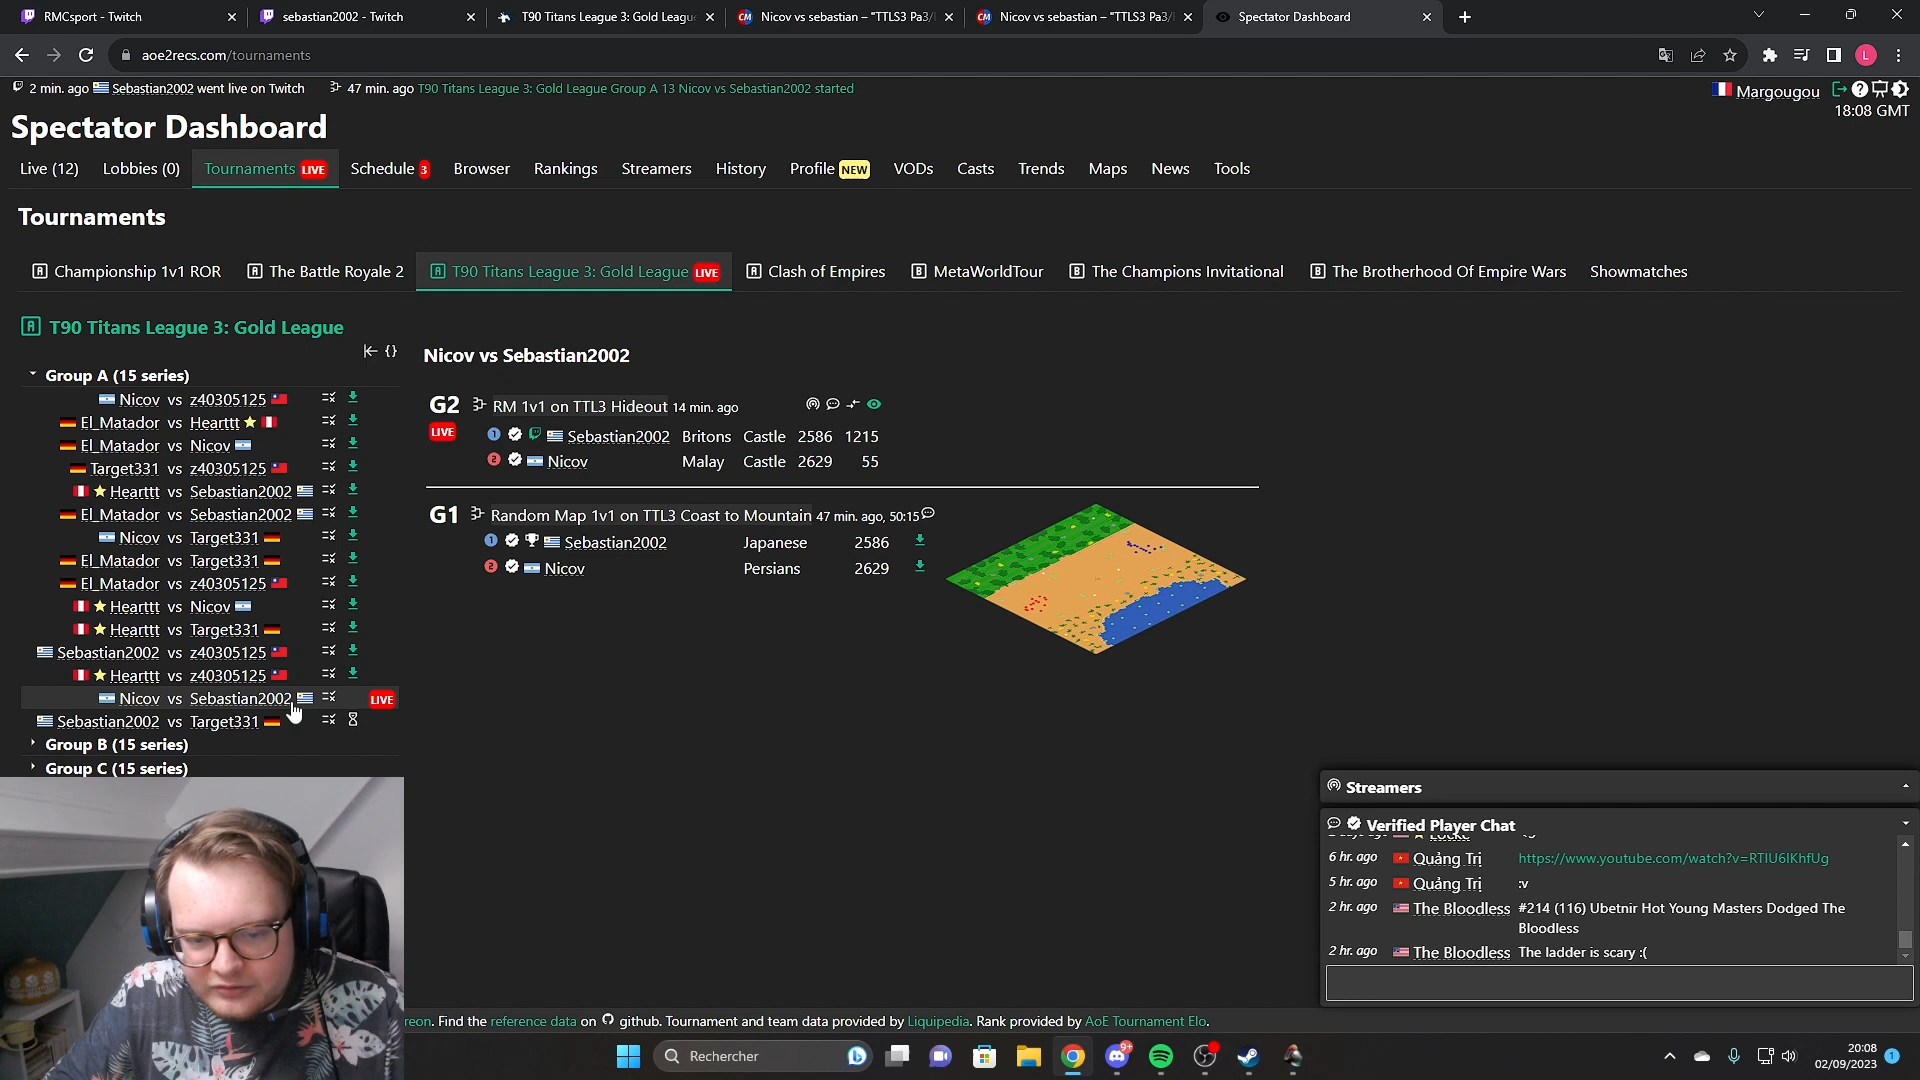 RMCsport - Twitch
sebastian2002 - Twitch
T90 Titans League 3: Gold Leagu
Nicov vs sebastian – "TTLS3 Pa3/
Nicov vs sebastian – "TTLS3 Pa3/
Spectator Dashboard
aoe2recs.com/tournaments
L
2 min. ago Sebastian2002 went live on Twitch
47 min. ago T90 Titans League 3: Gold League Group A 13 Nicov vs Sebastian2002 started
Margougou
18:08 GMT
Spectator Dashboard
Live (12) Lobbies (0) Tournaments LIVE Schedule 3 Browser Rankings Streamers History Profile NEW VODs Casts Trends Maps News Tools
Tournaments
A Championship 1v1 ROR
A The Battle Royale 2
A T90 Titans League 3: Gold League LIVE
A Clash of Empires
B MetaWorldTour
B The Champions Invitational
B The Brotherhood Of Empire Wars
Showmatches
A T90 Titans League 3: Gold League
{}
Group A (15 series)
Nicov vs z40305125
El_Matador vs Hearttt
El_Matador vs Nicov
Target331 vs z40305125
Hearttt vs Sebastian2002
El_Matador vs Sebastian2002
Nicov vs Target331
El_Matador vs Target331
El_Matador vs z40305125
Hearttt vs Nicov
Hearttt vs Target331
Sebastian2002 vs z40305125
Hearttt vs z40305125
Nicov vs Sebastian2002 LIVE
Sebastian2002 vs Target331
Group B (15 series)
Group C (15 series)
Nicov vs Sebastian2002
G2 RM 1v1 on TTL3 Hideout 14 min. ago
LIVE
1 Sebastian2002 Britons Castle 2586 1215
2 Nicov Malay Castle 2629 55
G1 Random Map 1v1 on TTL3 Coast to Mountain 47 min. ago, 50:15
1 Sebastian2002 Japanese 2586
2 Nicov Persians 2629
Streamers
Verified Player Chat
6 hr. ago Quảng Trị https://www.youtube.com/watch?v=RTIU6IKhfUg
5 hr. ago Quảng Trị :v
2 hr. ago The Bloodless #214 (116) Ubetnir Hot Young Masters Dodged The
Bloodless
2 hr. ago The Bloodless The ladder is scary :(
reon. Find the reference data on github. Tournament and team data provided by Liquipedia. Rank provided by AoE Tournament Elo.
Rechercher
9+
20:08
02/09/2023
1